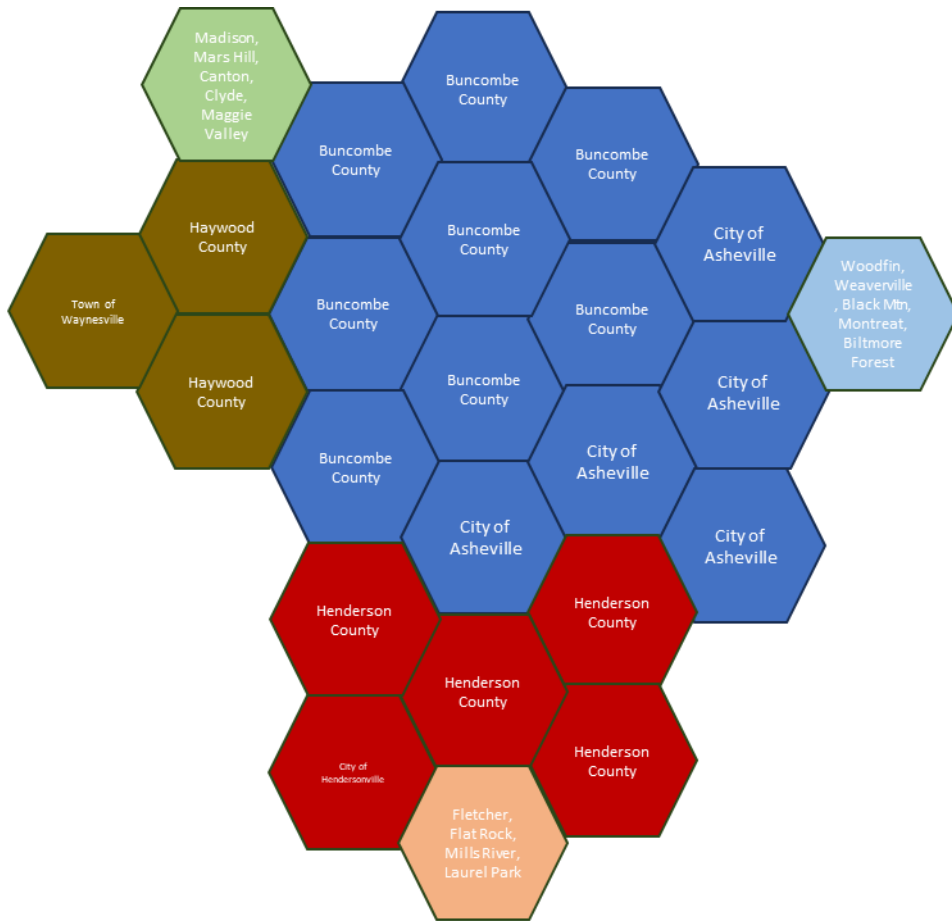 Madison,
Mars Hill,
Canton,
Clyde,
Maggie
Valley
Buncombe
County
Buncombe
County
Buncombe
County
Haywood
County
Buncombe
County
City of
Asheville
Town of
Waynesville
Buncombe
County
Buncombe
County
Woodfin,
Weaverville
, Black Mtn,
Montreat,
Biltmore
Forest
Haywood
County
Buncombe
County
City of
Asheville
Buncombe
County
City of
Asheville
City of
Asheville
City of
Asheville
Henderson
County
Henderson
County
Henderson
County
City of
Hendersonville
Henderson
County
Fletcher,
Flat Rock,
Mills River,
Laurel Park